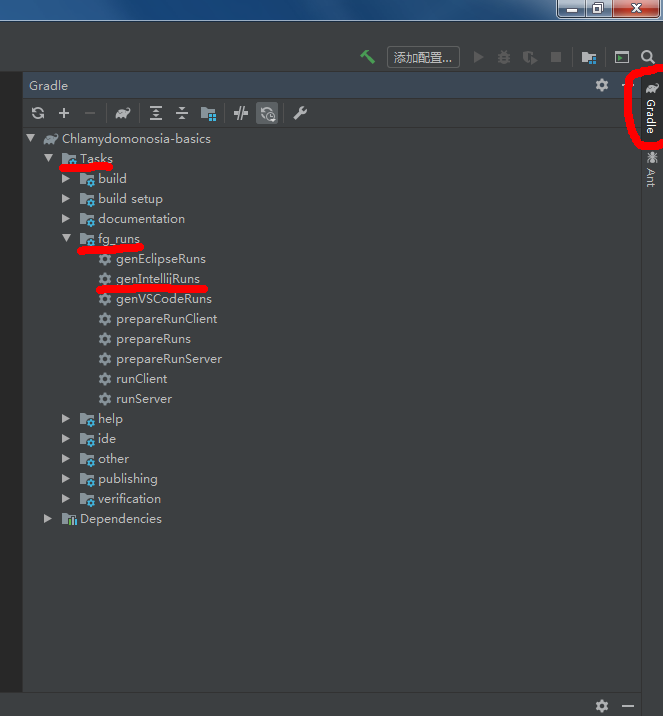 添加配置...
Gradle
Gradle
Ant
Chlamydomonosia-basics
Tasks
build
build setup
documentation
fg_runs
genEclipseRuns
genIntellijRuns
genVSCodeRuns
prepareRunClient
prepareRuns
prepareRunServer
runClient
runServer
help
ide
other
publishing
verification
Dependencies